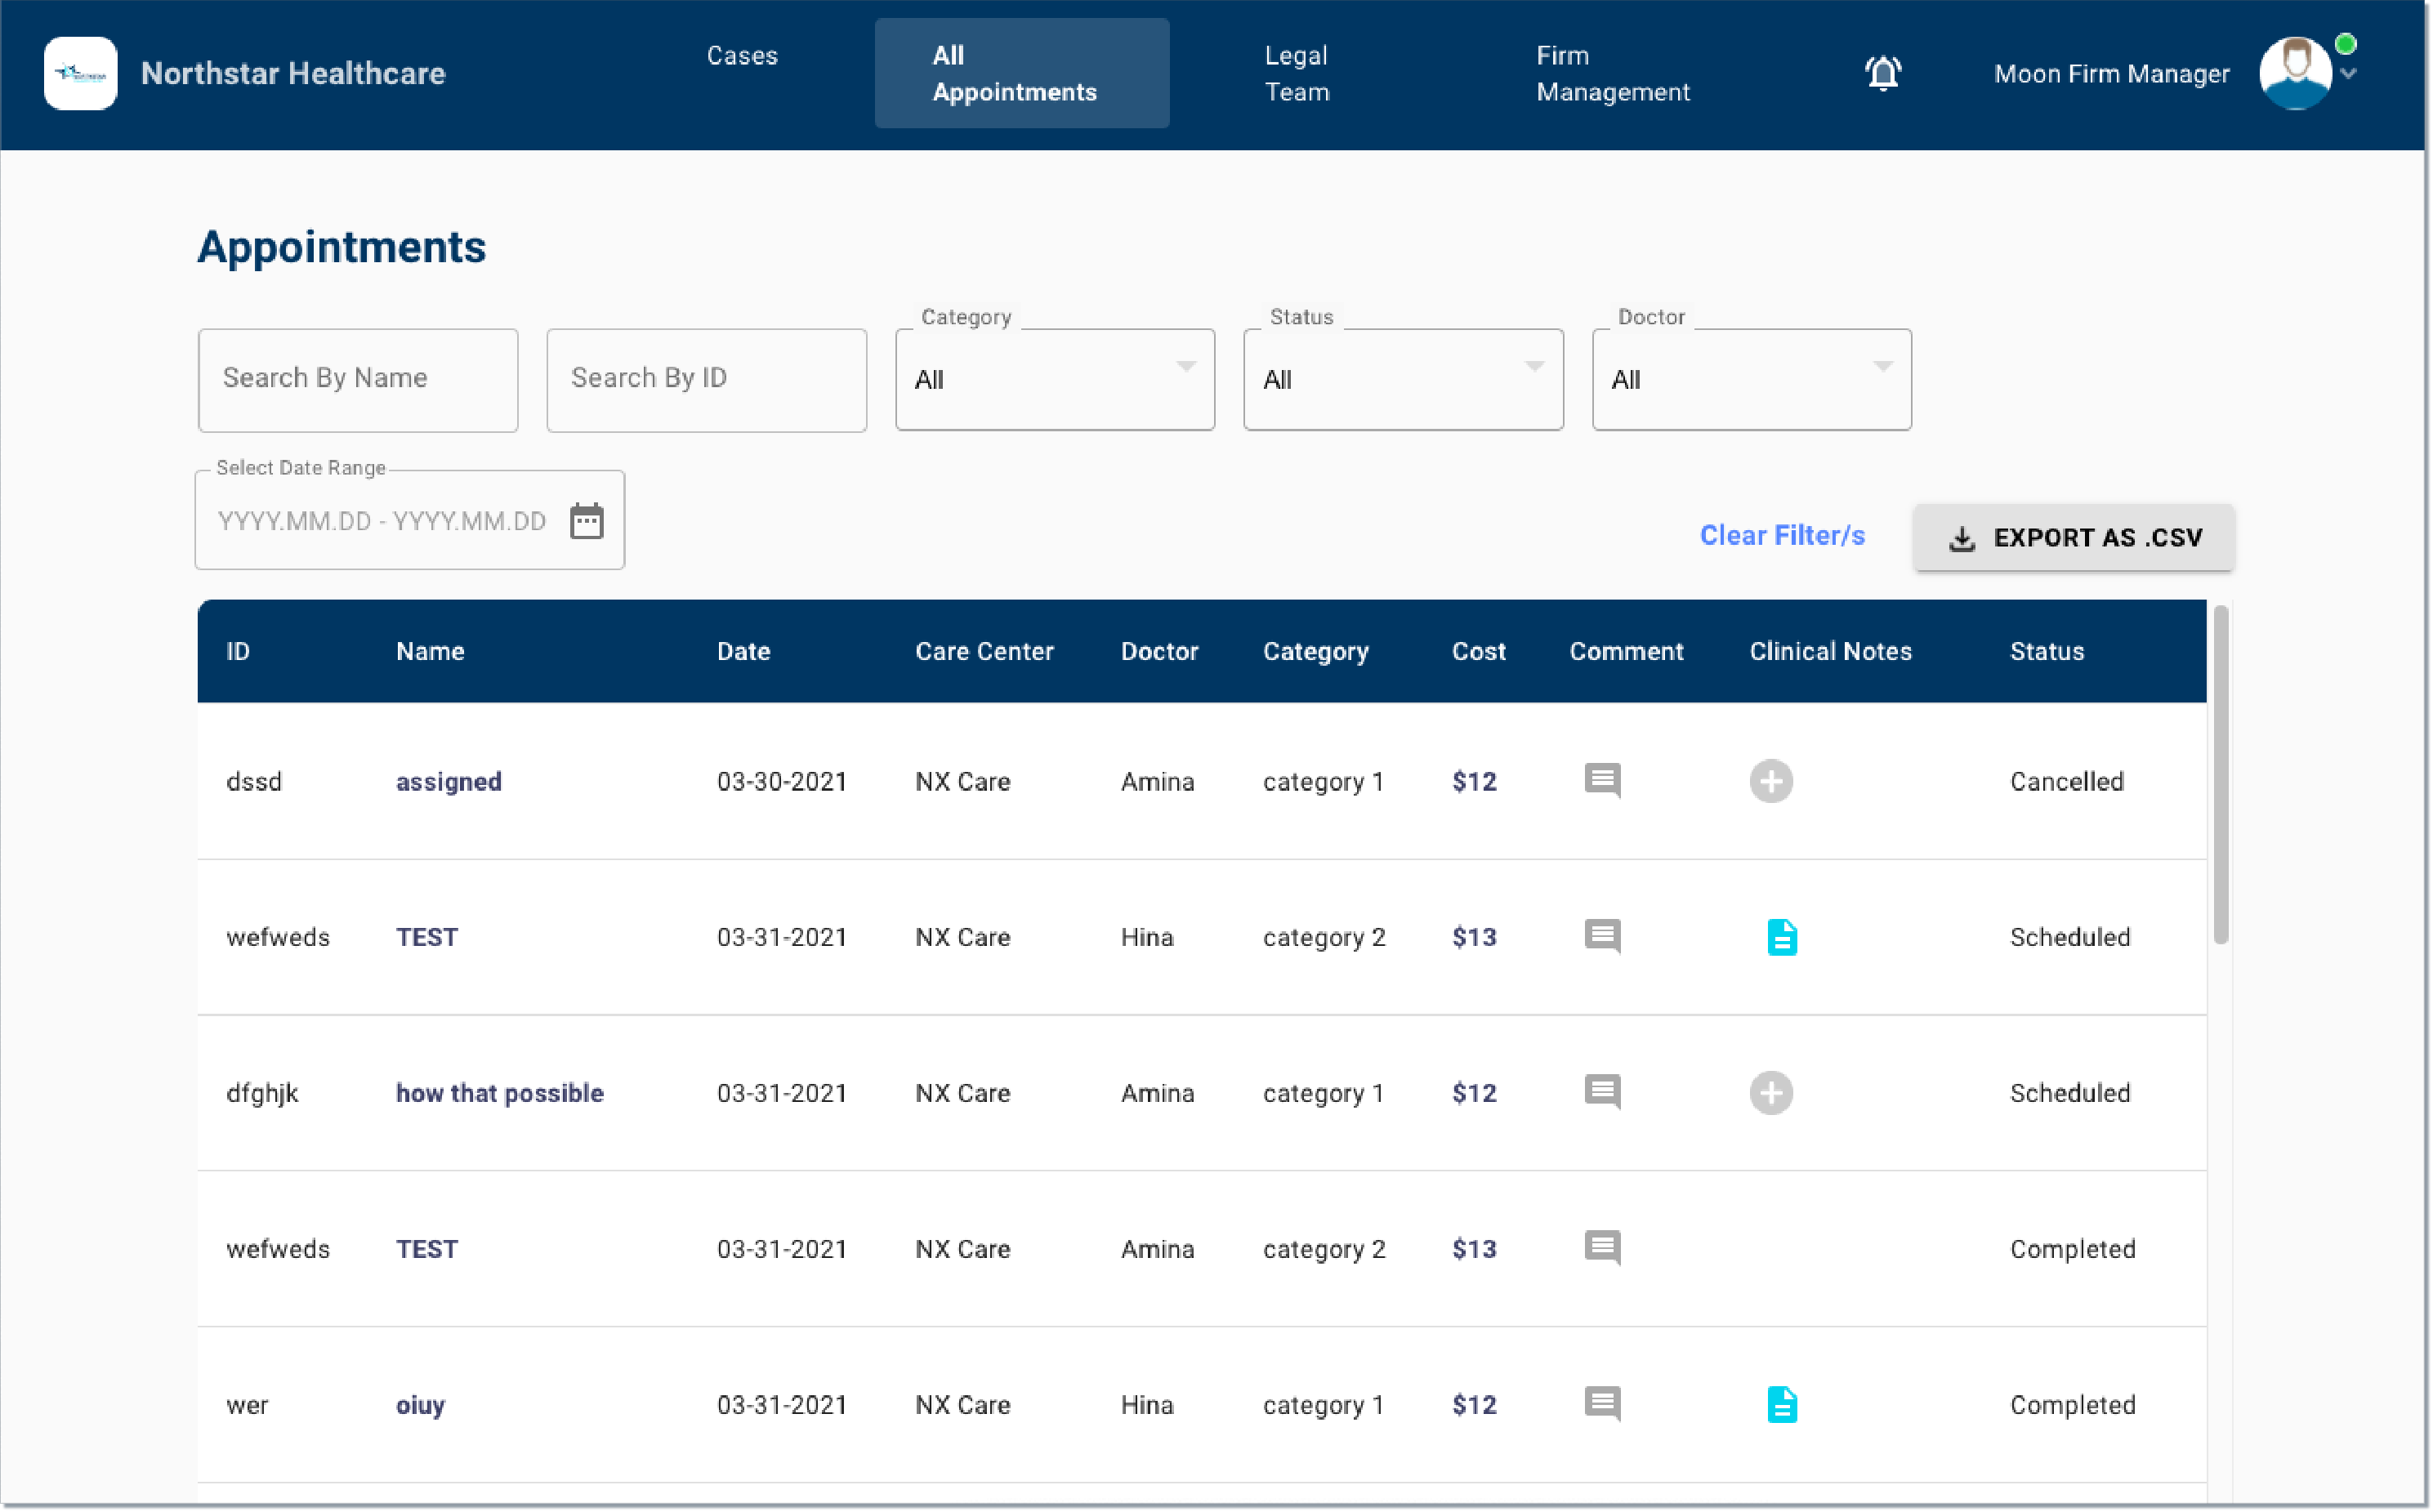 Northstar Healthcare
Cases
All
Appointments
Legal
Team
Firm
Management
Moon Firm Manager
Appointments
Search By Name
Search By ID
Category
All
Status
All
Doctor
All
Select Date Range
YYYY.MM.DD - YYYY.MM.DD
Clear Filter/s
EXPORT AS .CSV
ID Name Date Care Center Doctor Category Cost Comment Clinical Notes Status
dssd assigned 03-30-2021 NX Care Amina category 1 $12 Cancelled
wefweds TEST 03-31-2021 NX Care Hina category 2 $13 Scheduled
dfghjk how that possible 03-31-2021 NX Care Amina category 1 $12 Scheduled
wefweds TEST 03-31-2021 NX Care Amina category 2 $13 Completed
wer oiuy 03-31-2021 NX Care Hina category 1 $12 Completed